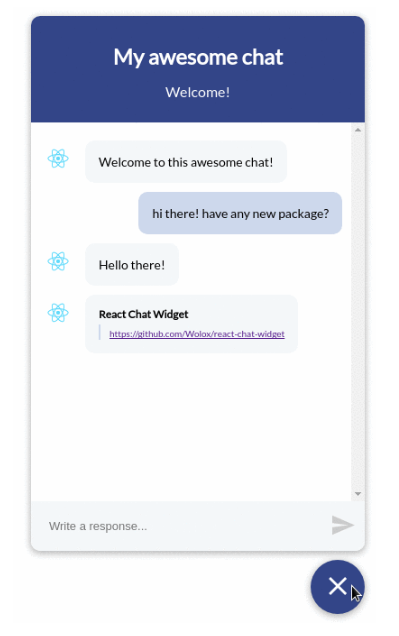 My awesome chat
Welcome!
Welcome to this awesome chat!
hi there! have any new package?
Hello there!
React Chat Widget
https://github.com/Wolox/react-chat-widget
Write a response...